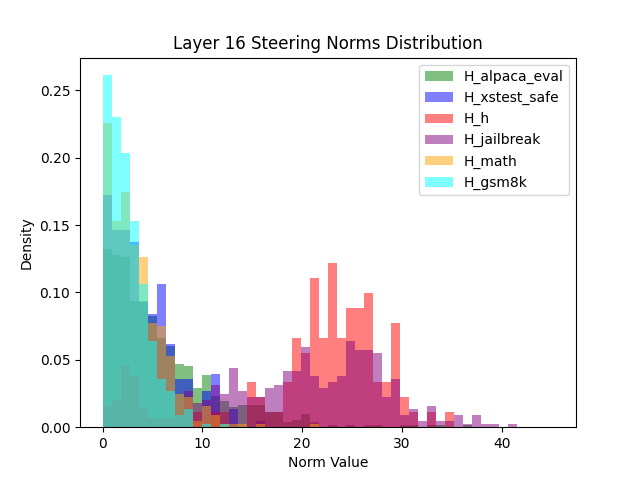 Layer 16 Steering Norms Distribution
H_alpaca_eval
H_xstest_safe
H_h
H_jailbreak
H_math
H_gsm8k
0.25
0.20
0.15
0.10
0.05
0.00
Density
0
10
20
30
40
Norm Value